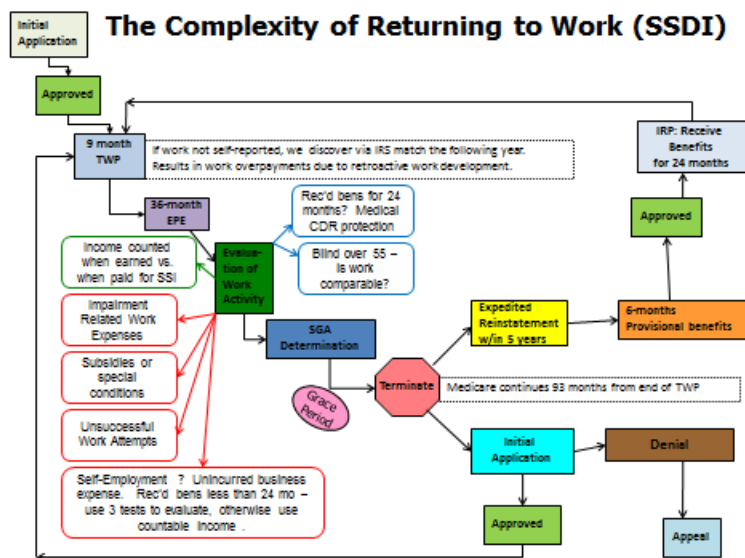 The Complexity of Returning to Work (SSDI)
Initial
Application
Approved
9 month
TWP
If work not self-reported, we discover via IRS match the following year.
Results in work overpayments due to retroactive work development.
IRP: Receive
Benefits
for 24 months
36-month
EPE
Rec'd bens for 24
months? Medical
CDR protection
Approved
Income counted
when earned vs.
when paid for SSI
Evaluation
of
Work
Activity
Blind over 55 –
Is work
comparable?
Impairment
Related Work
Expenses
SGA
Determination
Expedited
Reinstatement
w/in 5 years
6-months
Provisional benefits
Subsidies or
special
conditions
Terminate
Medicare continues 93 months from end of TWP
Grace
Period
Unsuccessful
Work Attempts
Initial
Application
Denial
Self-Employment ? Unincurred business
expense. Rec'd bens less than 24 mo –
use 3 tests to evaluate, otherwise use
countable income .
Approved
Appeal